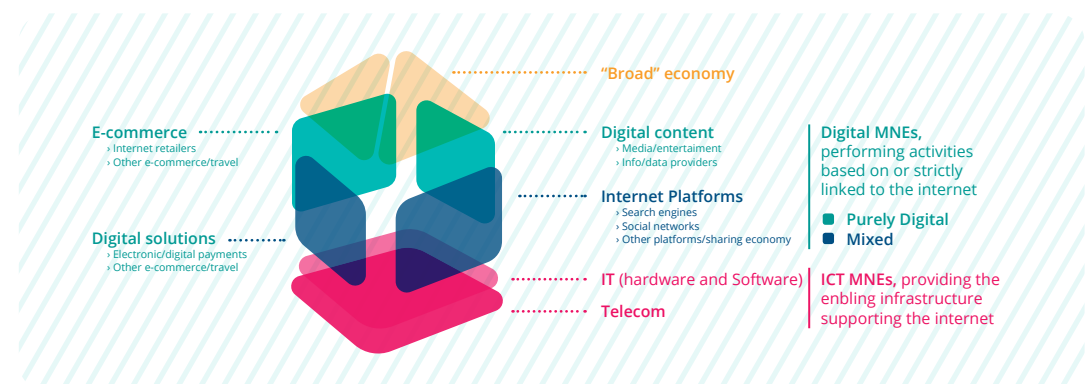 “Broad” economy
E-commerce
› Internet retailers
› Other e-commerce/travel
Digital content
› Media/entertaiment
› Info/data providers
Digital MNEs,
performing activities
based on or strictly
linked to the internet
Internet Platforms
› Search engines
› Social networks
› Other platforms/sharing economy
Purely Digital
Mixed
Digital solutions
› Electronic/digital payments
› Other e-commerce/travel
IT (hardware and Software)
Telecom
ICT MNEs, providing the
enbling infrastructure
supporting the internet